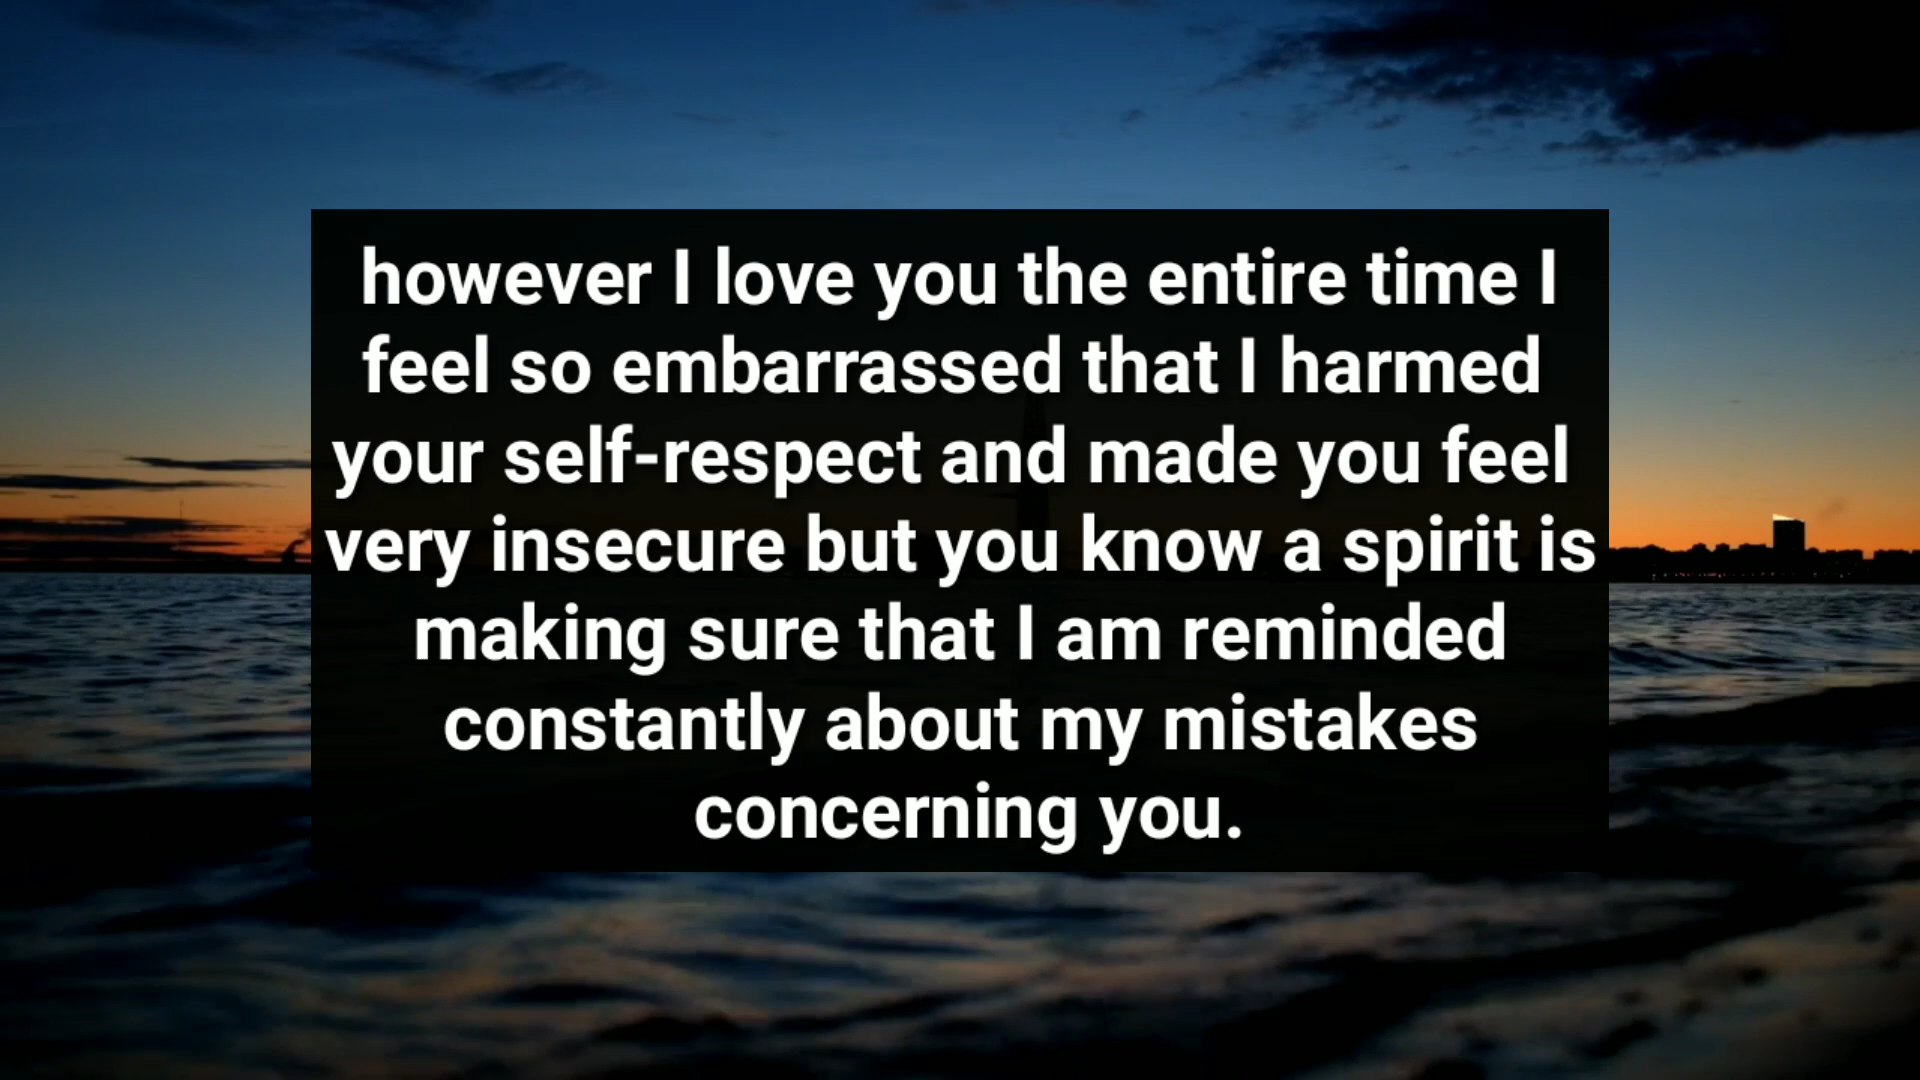 however I love you the entire time I
feel so embarrassed that I harmed
your self-respect and made you feel
very insecure but you know a spirit is
making sure that I am reminded
constantly about my mistakes
concerning you.